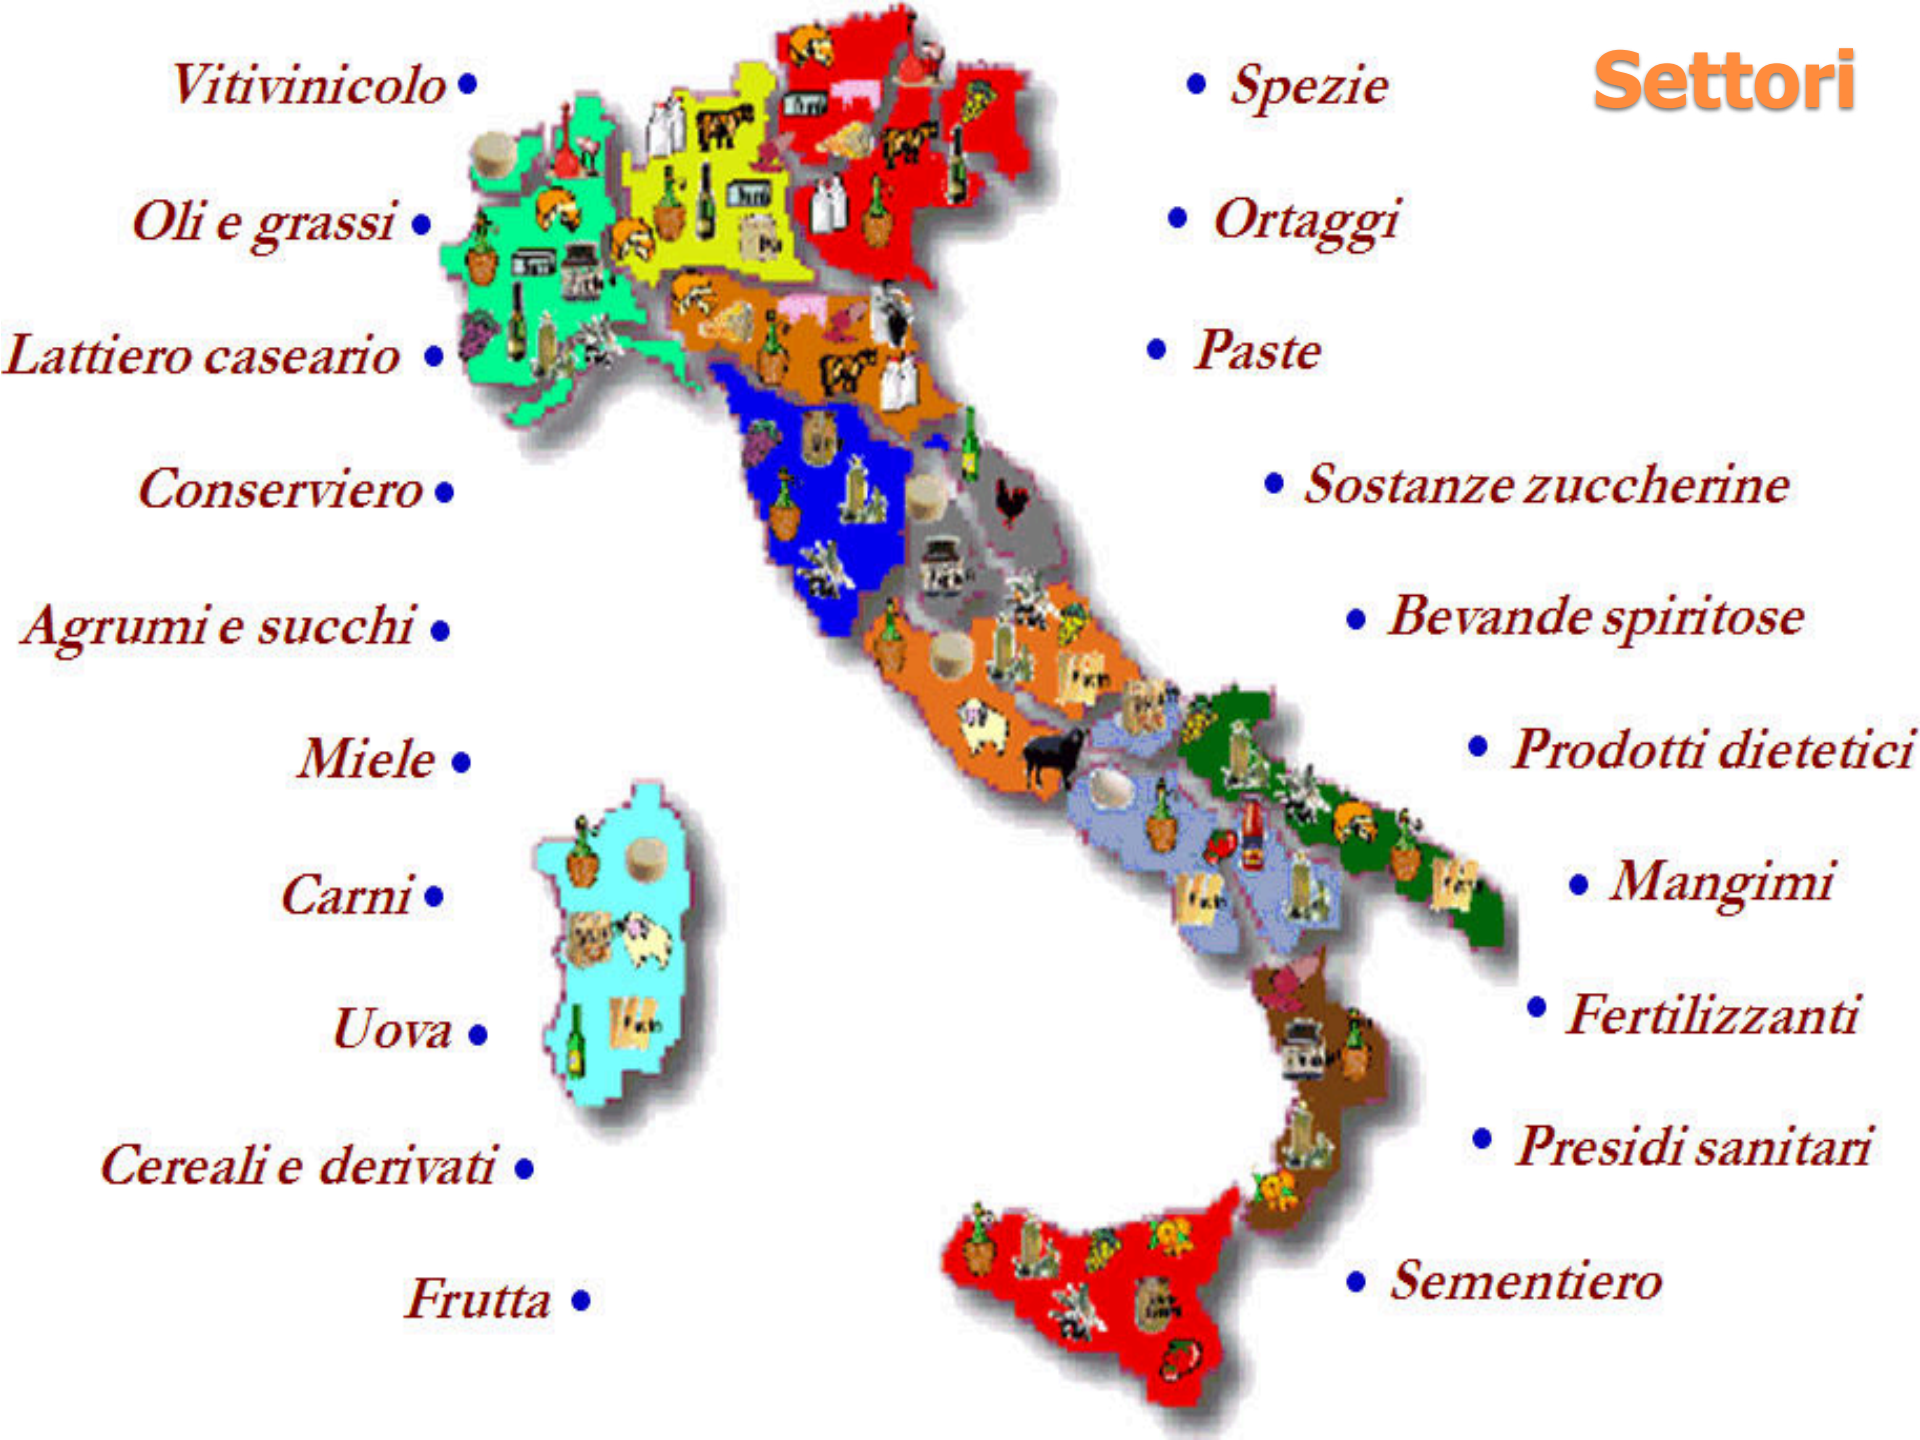 Settori
Vitivinicolo
Oli e grassi
Lattiero caseario
Conserviero
Agrumi e succhi
Miele
Carni
Uova
Cereali e derivati
Frutta
Spezie
Ortaggi
Paste
Sostanze zuccherine
Bevande spiritose
Prodotti dietetici
Mangimi
Fertilizzanti
Presidi sanitari
Sementiero